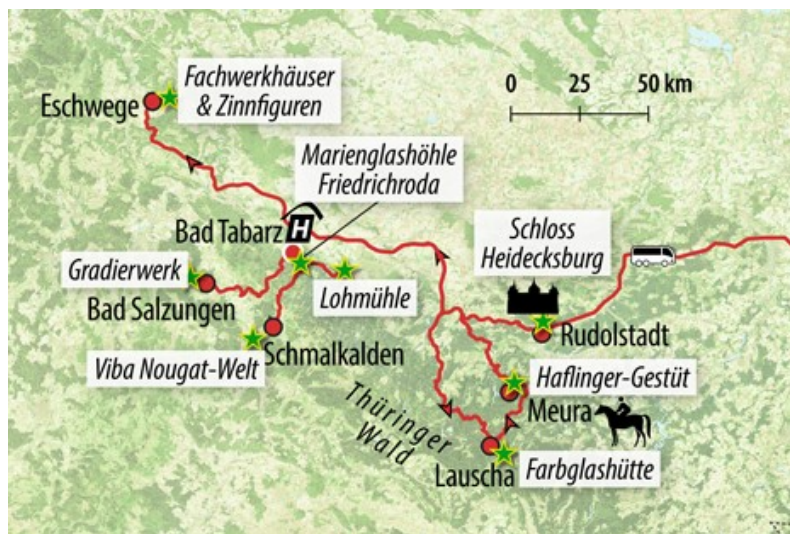 Fachwerkhäuser
& Zinnfiguren
Eschwege
0 25 50 km
Marienglashöhle
Friedrichroda
Bad Tabarz
H
Schloss
Heidecksburg
Gradierwerk
Bad Salzungen
Lohmühle
Rudolstadt
Schmalkalden
Viba Nougat-Welt
Haflinger-Gestüt
Meura
Thüringer
Wald
Lauscha
Farbglashütte